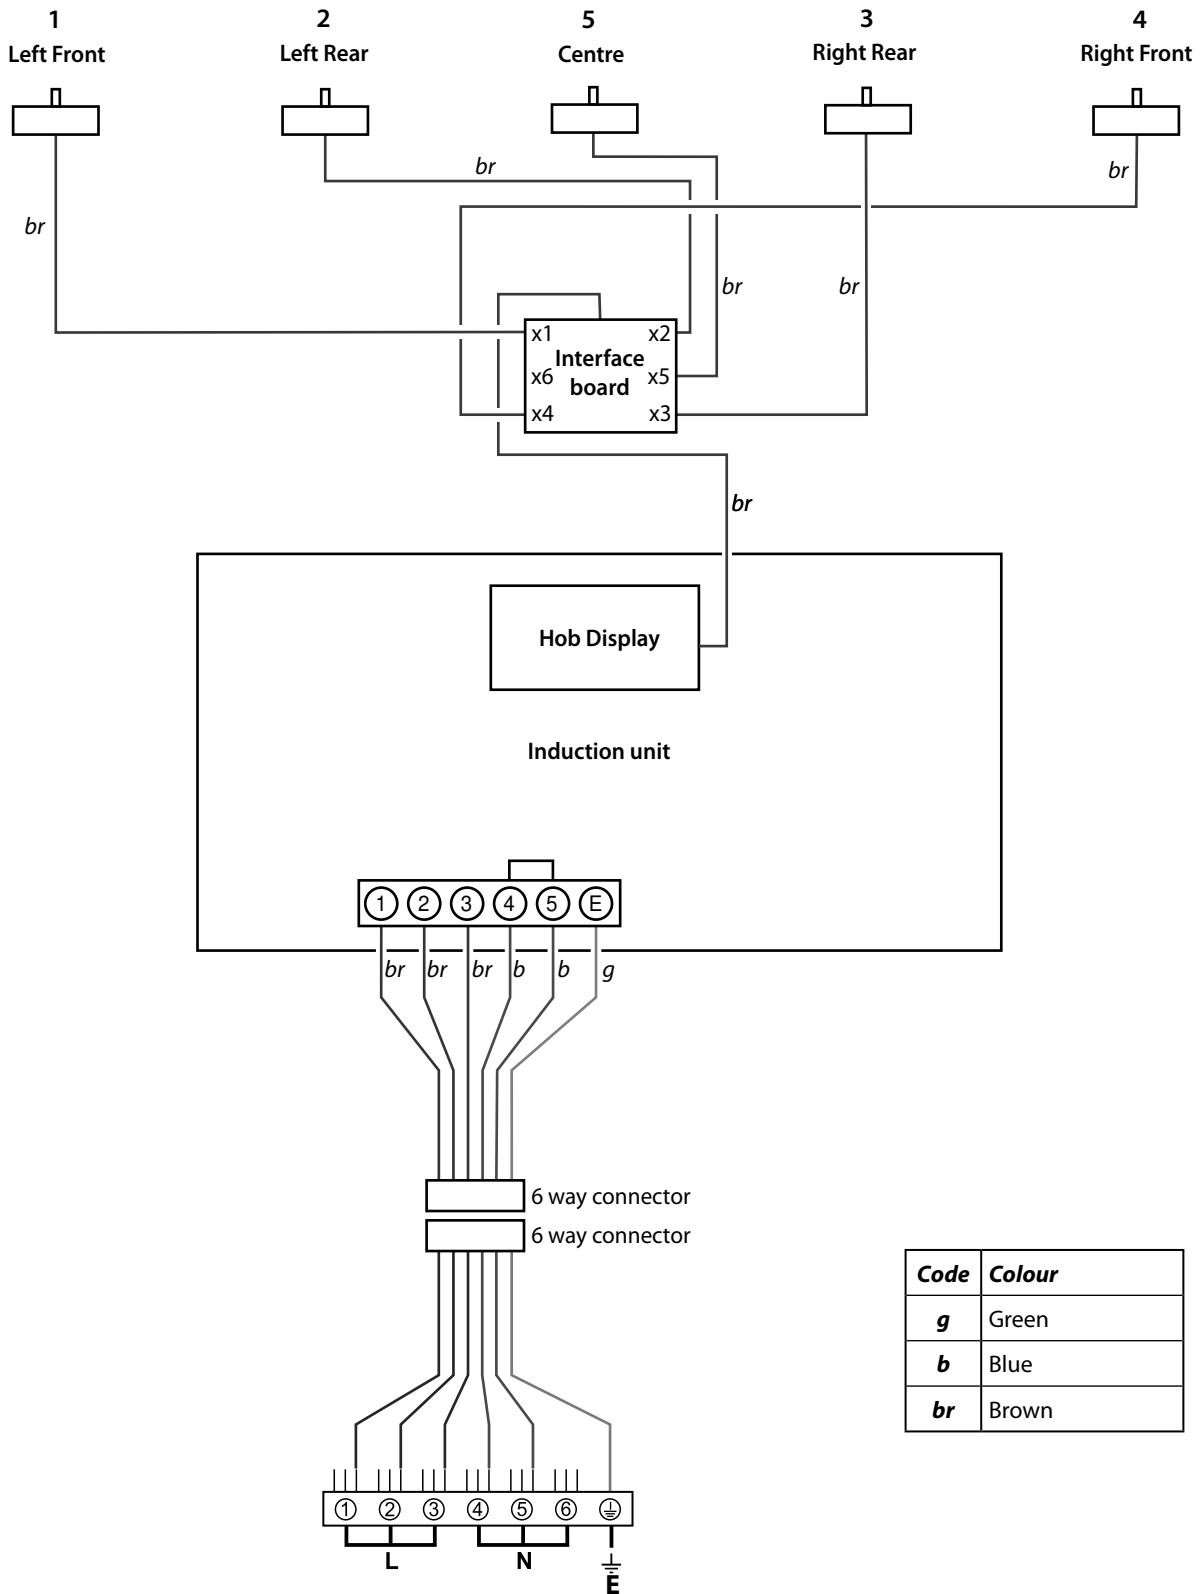 1 2 5 3 4
Left Front Left Rear Centre Right Rear Right Front
br
br
br
br
br
x1 x2
Interface
x6 x5
board
x4 x3
br
Hob Display
Induction unit
1 2 3 4 5 E
br br br b b g
6 way connector
6 way connector
Code Colour
g Green
b Blue
br Brown
1 2 3 4 5 6
L N
E